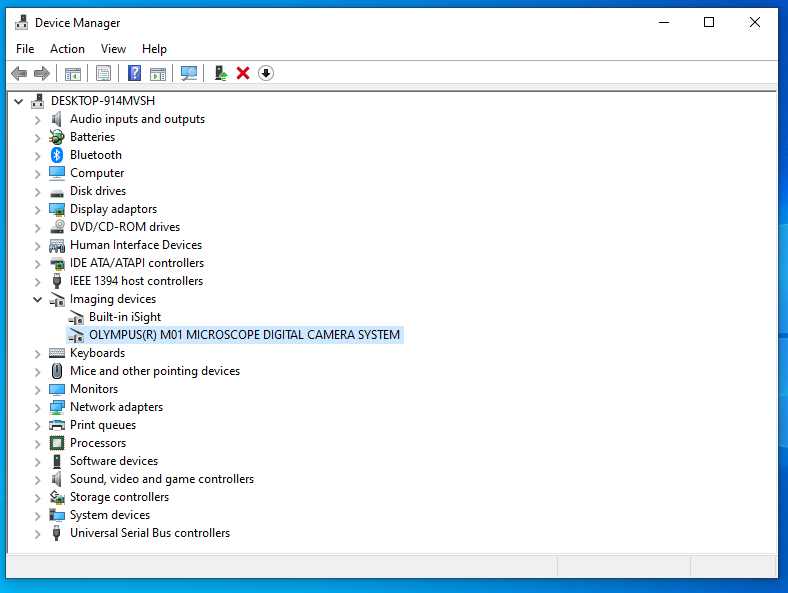 Device Manager
File Action View Help
?
DESKTOP-914MVSH
Audio inputs and outputs
Batteries
Bluetooth
Computer
Disk drives
Display adaptors
DVD/CD-ROM drives
Human Interface Devices
IDE ATA/ATAPI controllers
IEEE 1394 host controllers
Imaging devices
Built-in iSight
OLYMPUS(R) M01 MICROSCOPE DIGITAL CAMERA SYSTEM
Keyboards
Mice and other pointing devices
Monitors
Network adapters
Print queues
Processors
Software devices
Sound, video and game controllers
Storage controllers
System devices
Universal Serial Bus controllers